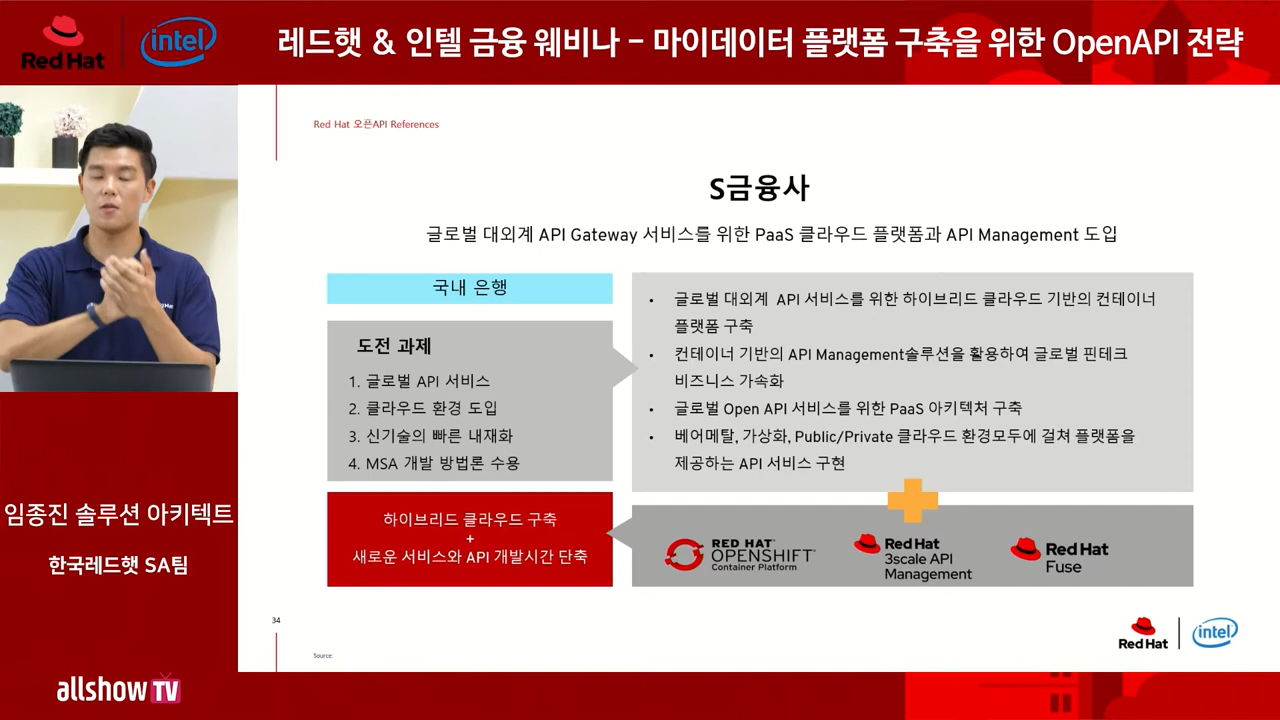 Red Hat
intel
레드햇 & 인텔 금융 웨비나 - 마이데이터 플랫폼 구축을 위한 OpenAPI 전략
Red Hat 오픈API References
S금융사
글로벌 대외계 API Gateway 서비스를 위한 PaaS 클라우드 플랫폼과 API Management 도입
국내 은행
도전 과제
1. 글로벌 API 서비스
2. 클라우드 환경 도입
3. 신기술의 빠른 내재화
4. MSA 개발 방법론 수용
• 글로벌 대외계 API 서비스를 위한 하이브리드 클라우드 기반의 컨테이너
플랫폼 구축
• 컨테이너 기반의 API Management솔루션을 활용하여 글로벌 핀테크
비즈니스 가속화
• 글로벌 Open API 서비스를 위한 PaaS 아키텍처 구축
• 베어메탈, 가상화, Public/Private 클라우드 환경모두에 걸쳐 플랫폼을
제공하는 API 서비스 구현
하이브리드 클라우드 구축
+
새로운 서비스와 API 개발시간 단축
RED HAT®
OPENSHIFT®
Container Platform
Red Hat
3scale API
Management
Red Hat
Fuse
34
Source:
Red Hat
intel
임종진 솔루션 아키텍트
한국레드햇 SA팀
allshow TV